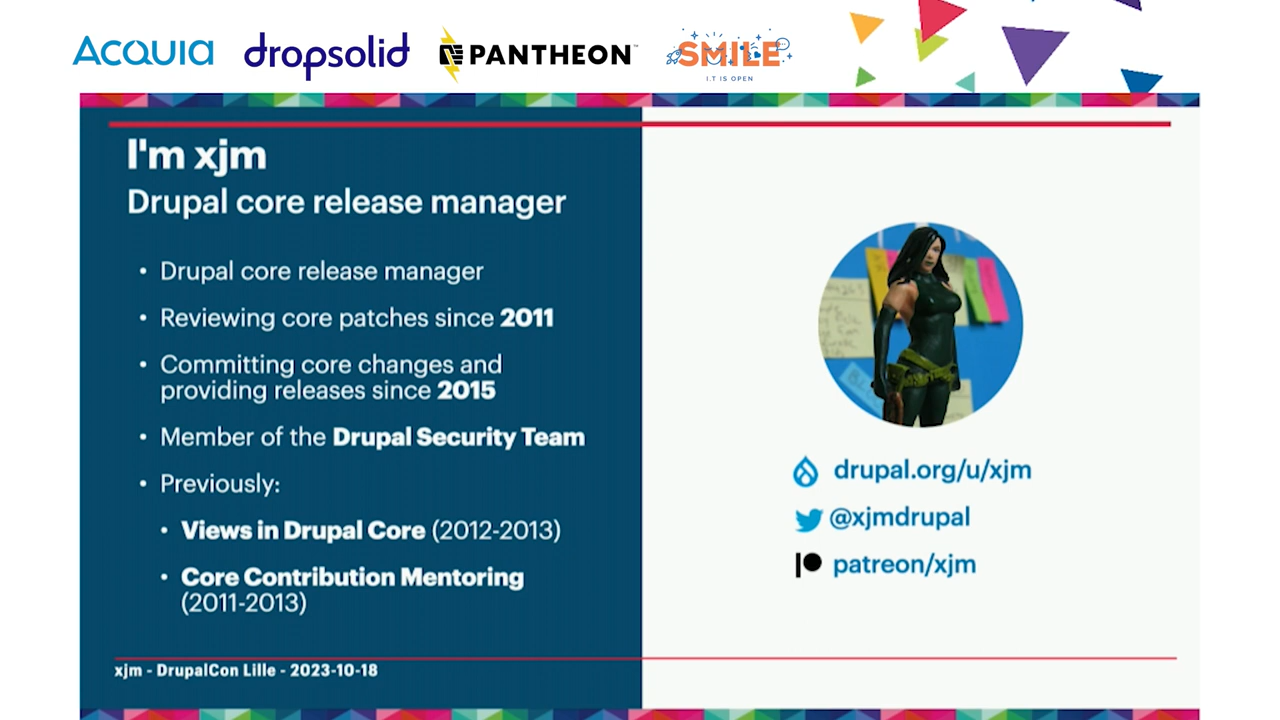 ACQUIA
dropsolid
PANTHEON
SMILE
I.T IS OPEN
I'm xjm
Drupal core release manager
• Drupal core release manager
• Reviewing core patches since 2011
• Committing core changes and
providing releases since 2015
• Member of the Drupal Security Team
• Previously:
• Views in Drupal Core (2012-2013)
• Core Contribution Mentoring
(2011-2013)
drupal.org/u/xjm
@xjmdrupal
patreon/xjm
xjm - DrupalCon Lille - 2023-10-18